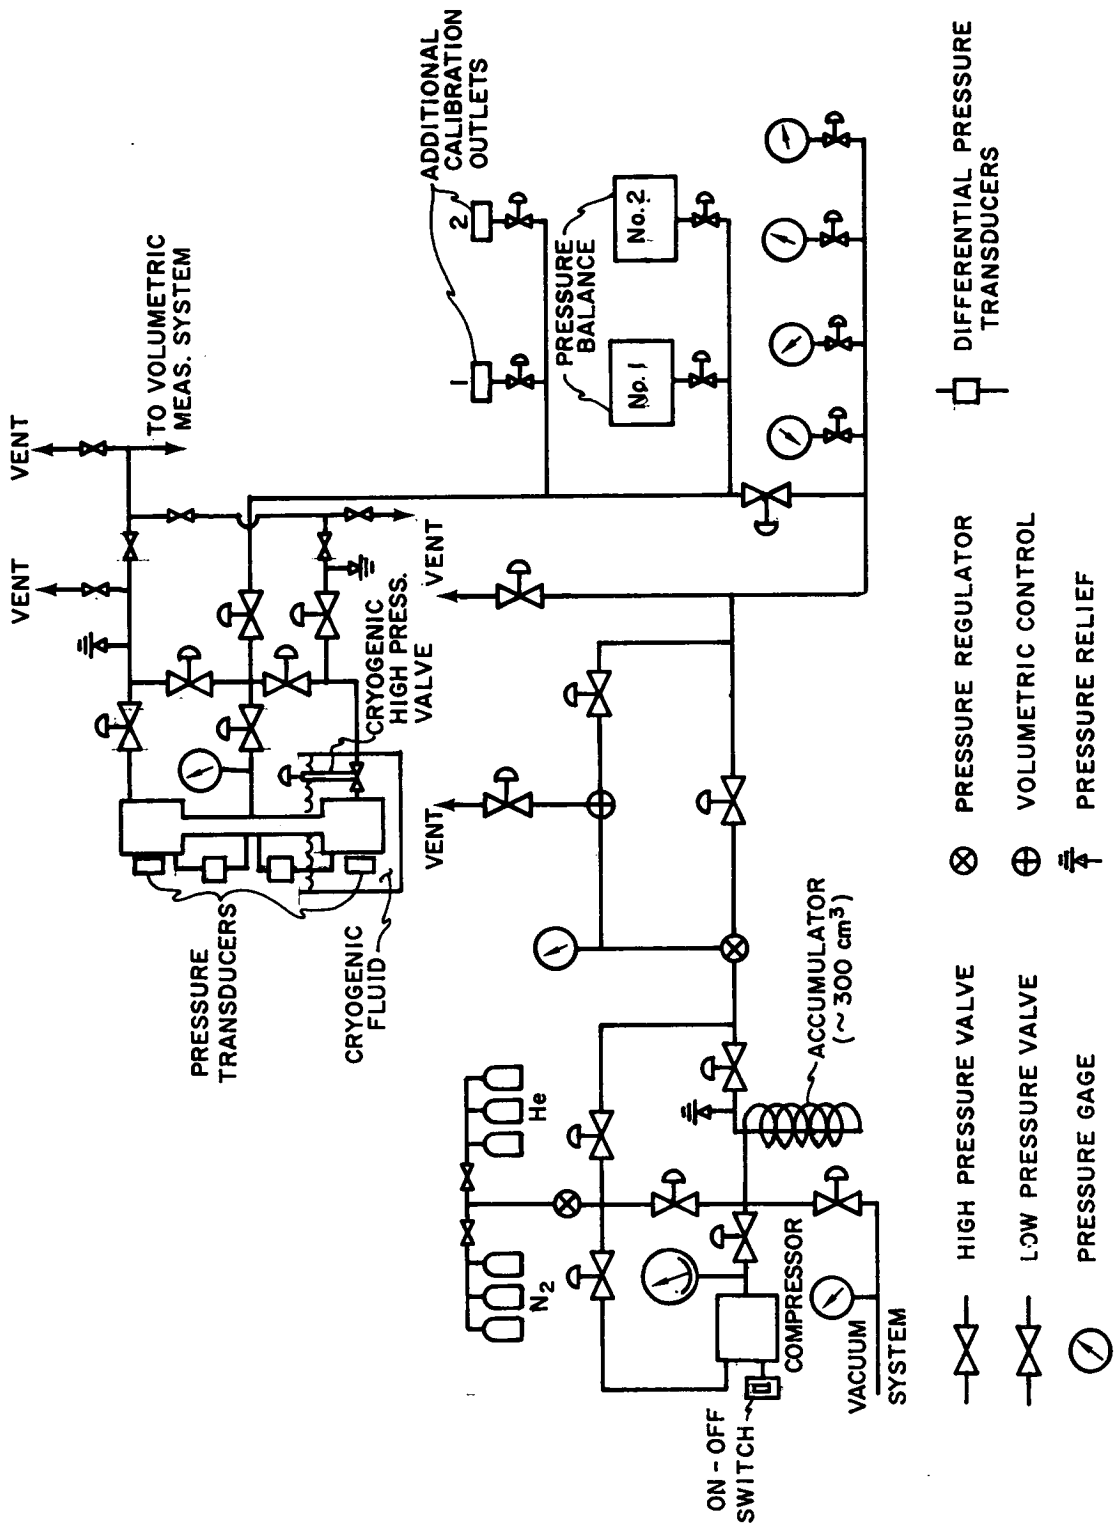 VENT
VENT
TO VOLUMETRIC
MEAS. SYSTEM
ADDITIONAL
CALIBRATION
OUTLETS
1
2
PRESSURE
BALANCE
No. 1
No. 2
PRESSURE
TRANSDUCERS
CRYOGENIC
FLUID
CRYOGENIC
HIGH PRESS.
VALVE
VENT
VENT
N2
He
ON-OFF
SWITCH
COMPRESSOR
VACUUM
SYSTEM
ACCUMULATOR
(~300 cm³)
HIGH PRESSURE VALVE
LOW PRESSURE VALVE
PRESSURE GAGE
PRESSURE REGULATOR
VOLUMETRIC CONTROL
PRESSURE RELIEF
DIFFERENTIAL PRESSURE
TRANSDUCERS